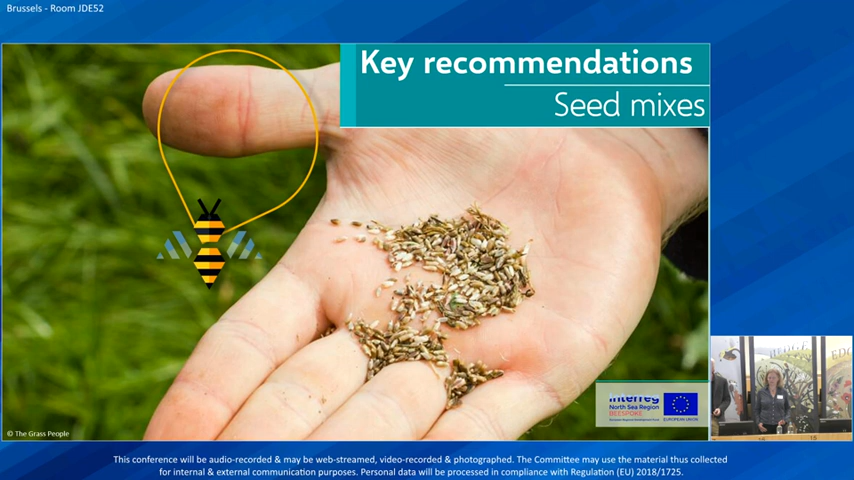 Brussels - Room JDE52
Key recommendations
Seed mixes
Interreg
North Sea Region
BEESPOKE
EUROPEAN UNION
© The Grass People
This conference will be audio-recorded & may be web-streamed, video-recorded & photographed. The Committee may use the material thus collected
for internal & external communication purposes. Personal data will be processed in compliance with Regulation (EU) 2018/1725.